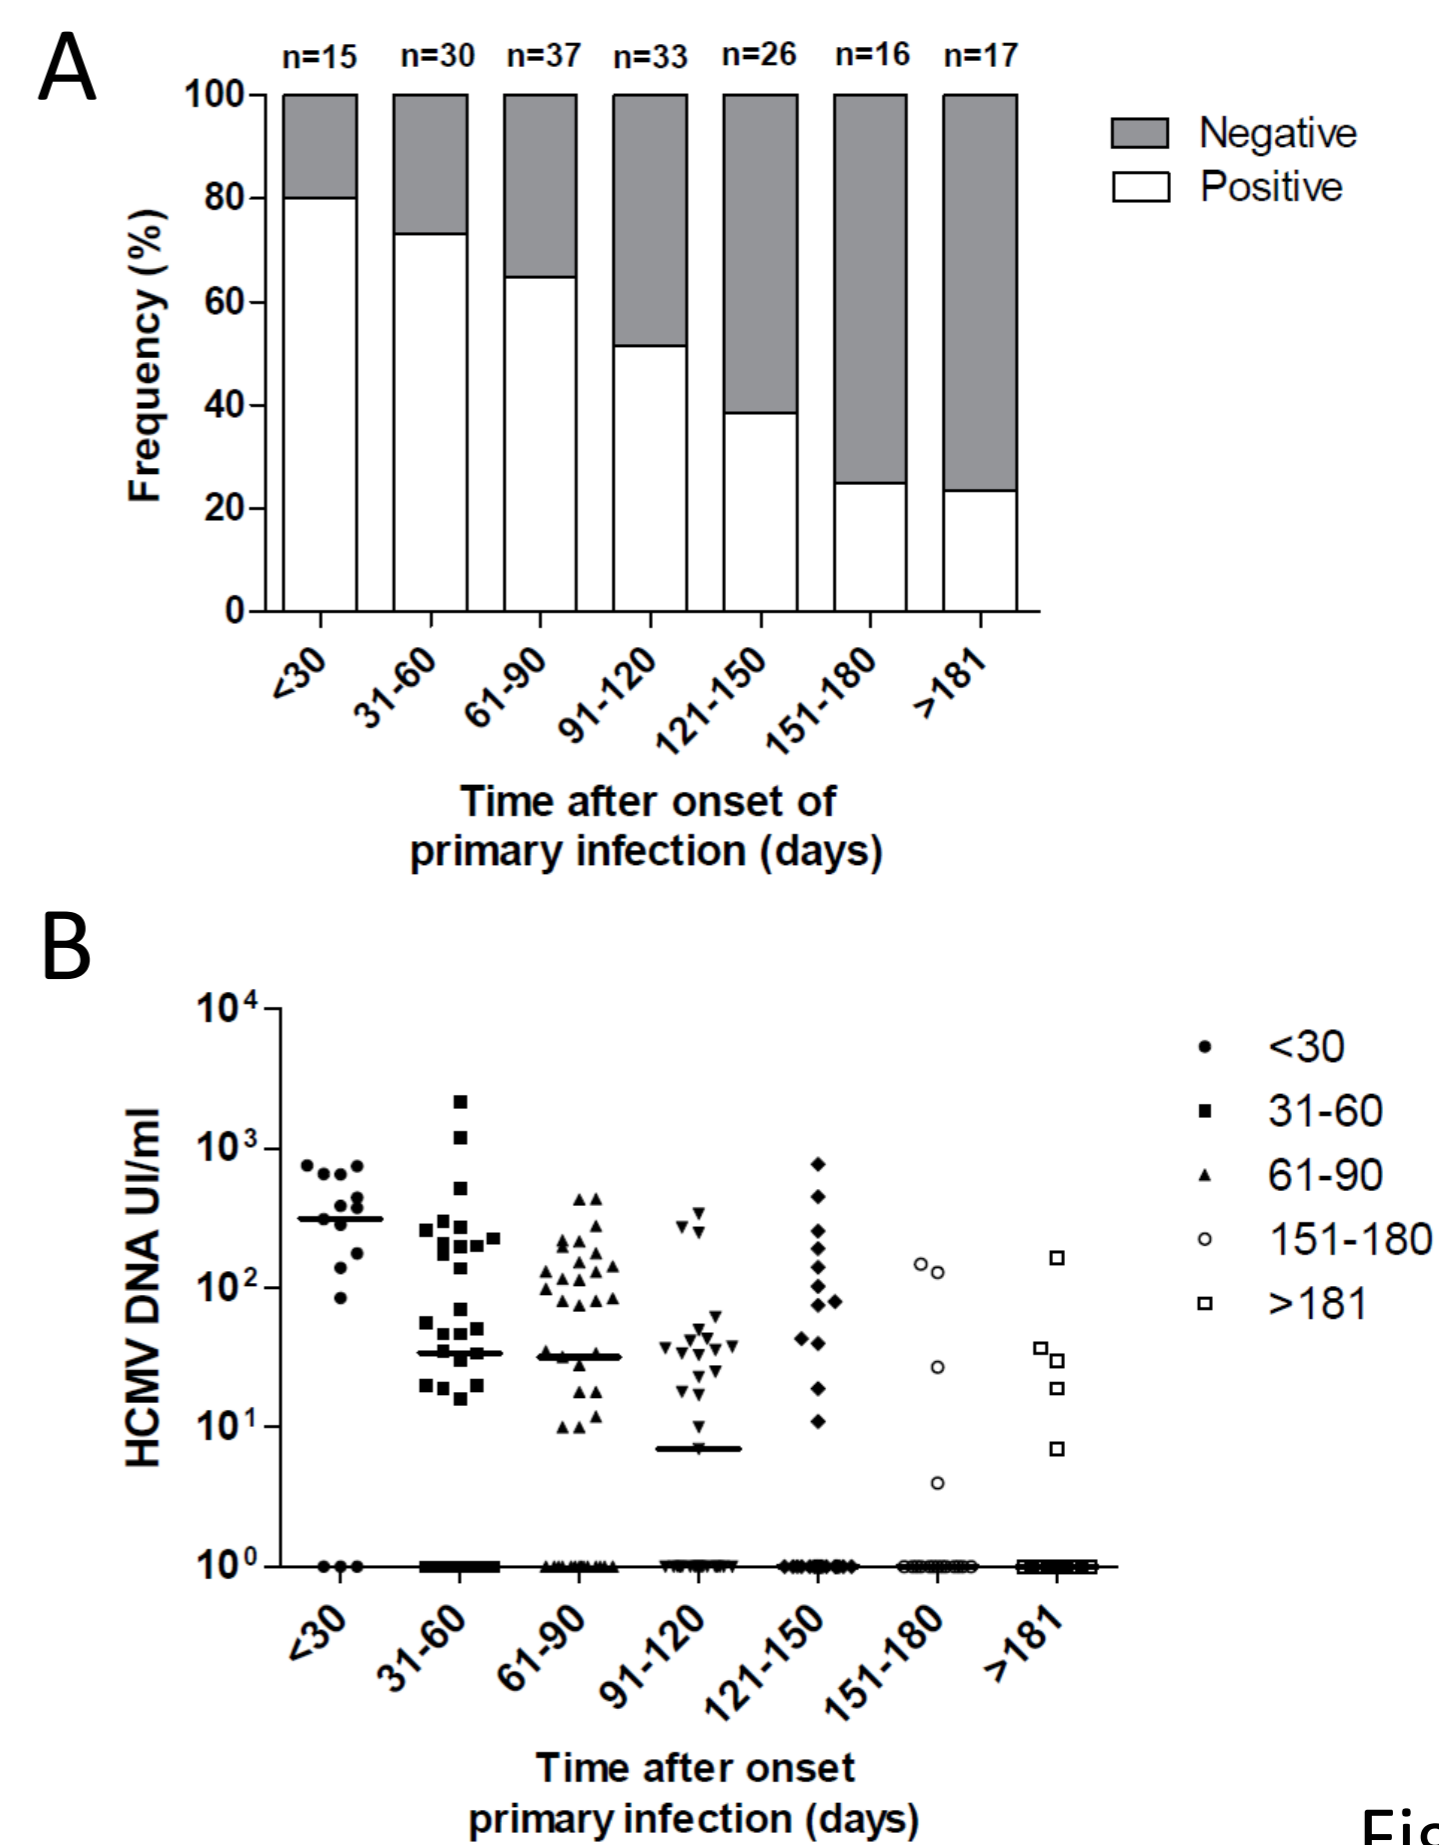 A
n=15 n=30 n=37 n=33 n=26 n=16 n=17
100
80
60
40
20
0
Frequency (%)
Negative
Positive
<30 31-60 61-90 91-120 121-150 151-180 >181
Time after onset of
primary infection (days)
B
10⁴
10³
10²
10¹
10⁰
HCMV DNA UI/ml
<30
31-60
61-90
151-180
>181
<30 31-60 61-90 91-120 121-150 151-180 >181
Time after onset
primary infection (days)